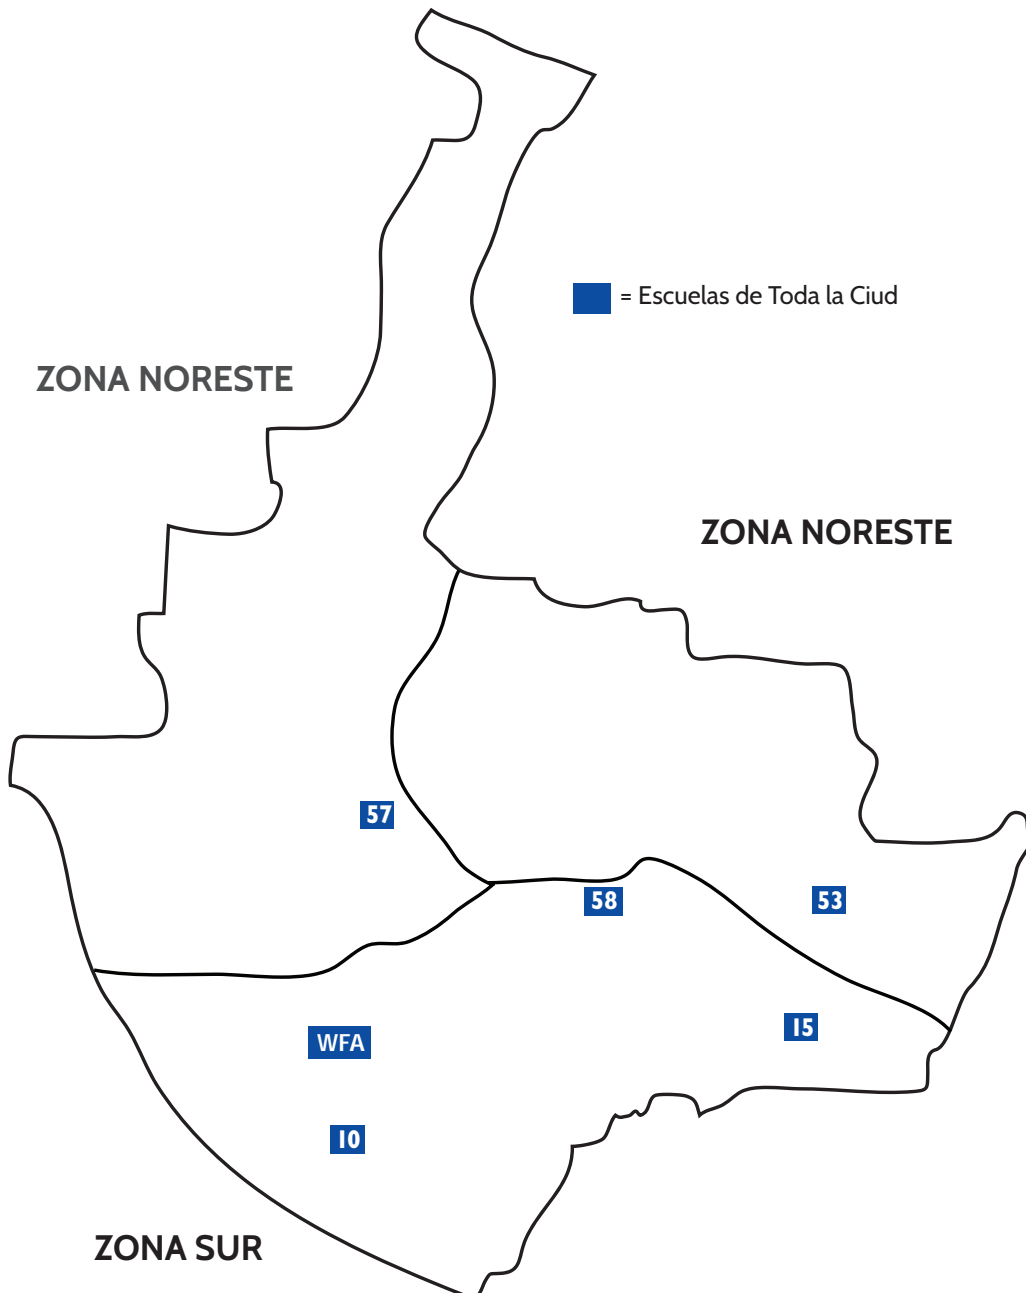 = Escuelas de Toda la Ciud
ZONA NORESTE
ZONA NORESTE
57
58
53
15
WFA
10
ZONA SUR